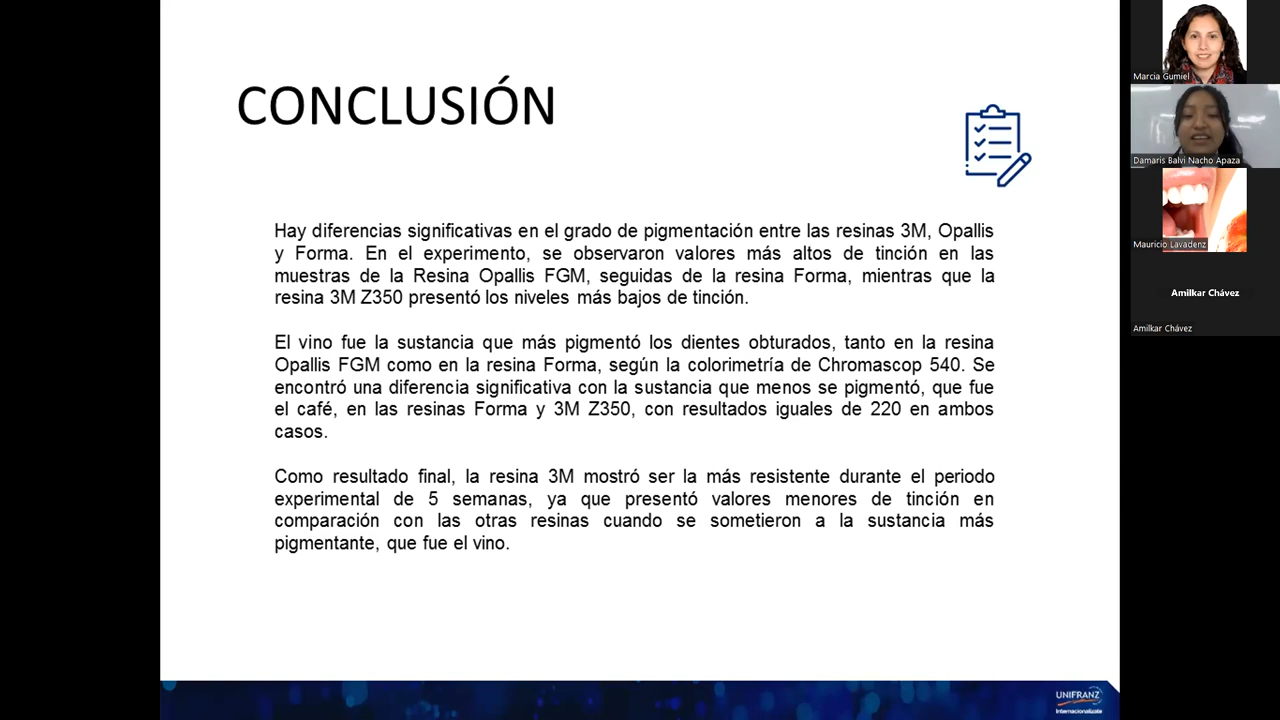 CONCLUSIÓN
Hay diferencias significativas en el grado de pigmentación entre las resinas 3M, Opallis
y Forma. En el experimento, se observaron valores más altos de tinción en las
muestras de la Resina Opallis FGM, seguidas de la resina Forma, mientras que la
resina 3M Z350 presentó los niveles más bajos de tinción.
El vino fue la sustancia que más pigmentó los dientes obturados, tanto en la resina
Opallis FGM como en la resina Forma, según la colorimetría de Chromascop 540. Se
encontró una diferencia significativa con la sustancia que menos se pigmentó, que fue
el café, en las resinas Forma y 3M Z350, con resultados iguales de 220 en ambos
casos.
Como resultado final, la resina 3M mostró ser la más resistente durante el periodo
experimental de 5 semanas, ya que presentó valores menores de tinción en
comparación con las otras resinas cuando se sometieron a la sustancia más
pigmentante, que fue el vino.
UNIFRANZ
Internacionalízate
Marcia Gumiel
Damaris Balvi Nacho Apaza
Mauricio Lavadenz
Amilkar Chávez
Amilkar Chávez